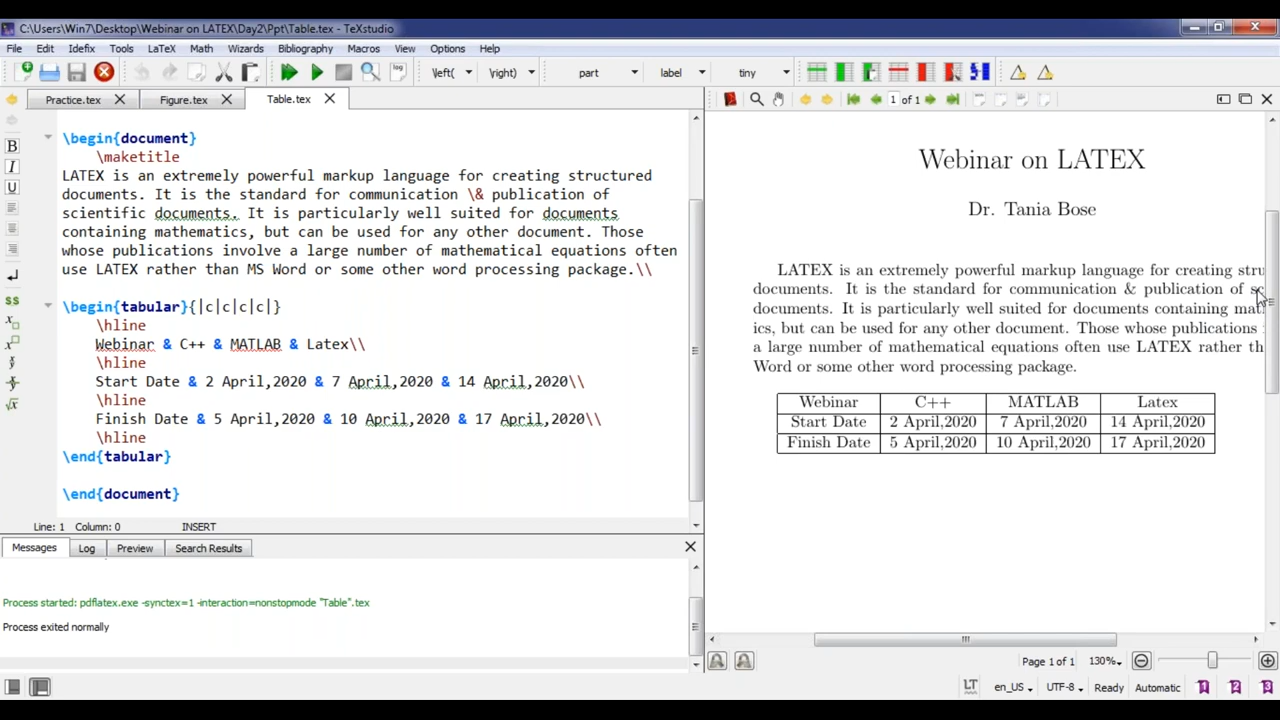 C:\Users\Win7\Desktop\Webinar on LATEX\Day2\Ppt\Table.tex - TeXstudio
File Edit Idefix Tools LaTeX Math Wizards Bibliography Macros View Options Help
log \left( \right) part label tiny
Practice.tex Figure.tex Table.tex
1 of 1
\begin{document}
\maketitle
LATEX is an extremely powerful markup language for creating structured
documents. It is the standard for communication \& publication of
scientific documents. It is particularly well suited for documents
containing mathematics, but can be used for any other document. Those
whose publications involve a large number of mathematical equations often
use LATEX rather than MS Word or some other word processing package.\\
\begin{tabular}{|c|c|c|c|}
\hline
Webinar & C++ & MATLAB & Latex\\
\hline
Start Date & 2 April,2020 & 7 April,2020 & 14 April,2020\\
\hline
Finish Date & 5 April,2020 & 10 April,2020 & 17 April,2020\\
\hline
\end{tabular}
\end{document}
Line: 1 Column: 0 INSERT
Messages Log Preview Search Results
Process started: pdflatex.exe -synctex=1 -interaction=nonstopmode "Table".tex
Process exited normally
Webinar on LATEX
Dr. Tania Bose
LATEX is an extremely powerful markup language for creating stru
documents. It is the standard for communication & publication of sc
documents. It is particularly well suited for documents containing mat
ics, but can be used for any other document. Those whose publications
a large number of mathematical equations often use LATEX rather th
Word or some other word processing package.
Webinar C++ MATLAB Latex
Start Date 2 April,2020 7 April,2020 14 April,2020
Finish Date 5 April,2020 10 April,2020 17 April,2020
Page 1 of 1 130%
LT en_US UTF-8 Ready Automatic 1 2 3